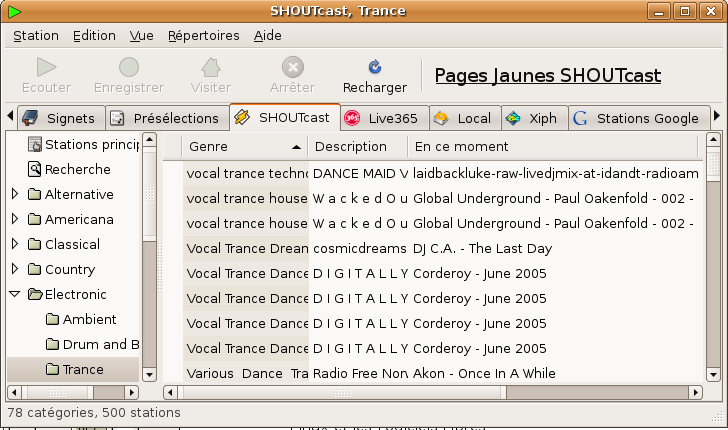 SHOUTcast, Trance
Station Edition Vue Répertoires Aide
Ecouter Enregistrer Visiter Arrêter Recharger Pages Jaunes SHOUTcast
Signets Présélections SHOUTcast Live365 Local Xiph Stations Google
Stations princip
Recherche
Alternative
Americana
Classical
Country
Electronic
Ambient
Drum and B
Trance
Genre Description En ce moment
vocal trance techno DANCE MAID V laidbackluke-raw-livedjmix-at-idandt-radioam
vocal trance house W a c k e d O u Global Underground - Paul Oakenfold - 002 -
vocal trance house W a c k e d O u Global Underground - Paul Oakenfold - 002 -
Vocal Trance Dream cosmicdreams DJ C.A. - The Last Day
Vocal Trance Dance D I G I T A L L Y Corderoy - June 2005
Vocal Trance Dance D I G I T A L L Y Corderoy - June 2005
Vocal Trance Dance D I G I T A L L Y Corderoy - June 2005
Vocal Trance Dance D I G I T A L L Y Corderoy - June 2005
Various Dance Tra Radio Free Nor Akon - Once In A While
78 catégories, 500 stations